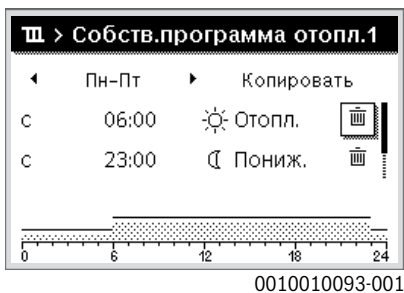 > Собств.программа отопл.1
Пн-Пт Копировать
с 06:00 Отопл.
с 23:00 Пониж.
0 6 12 18 24
0010010093-001